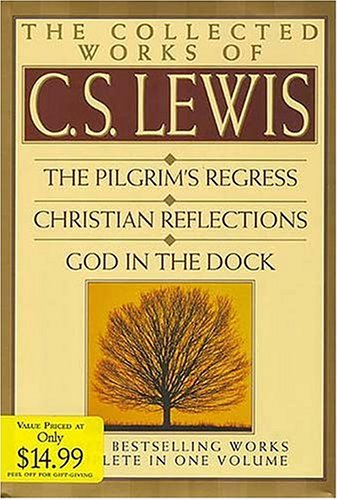 THE COLLECTED
WORKS OF
C.S. LEWIS
THE PILGRIM'S REGRESS
CHRISTIAN REFLECTIONS
GOD IN THE DOCK
VALUE PRICED AT
Only
$14.99
PEEL OFF FOR GIFT-GIVING
BESTSELLING WORKS
LETE IN ONE VOLUME